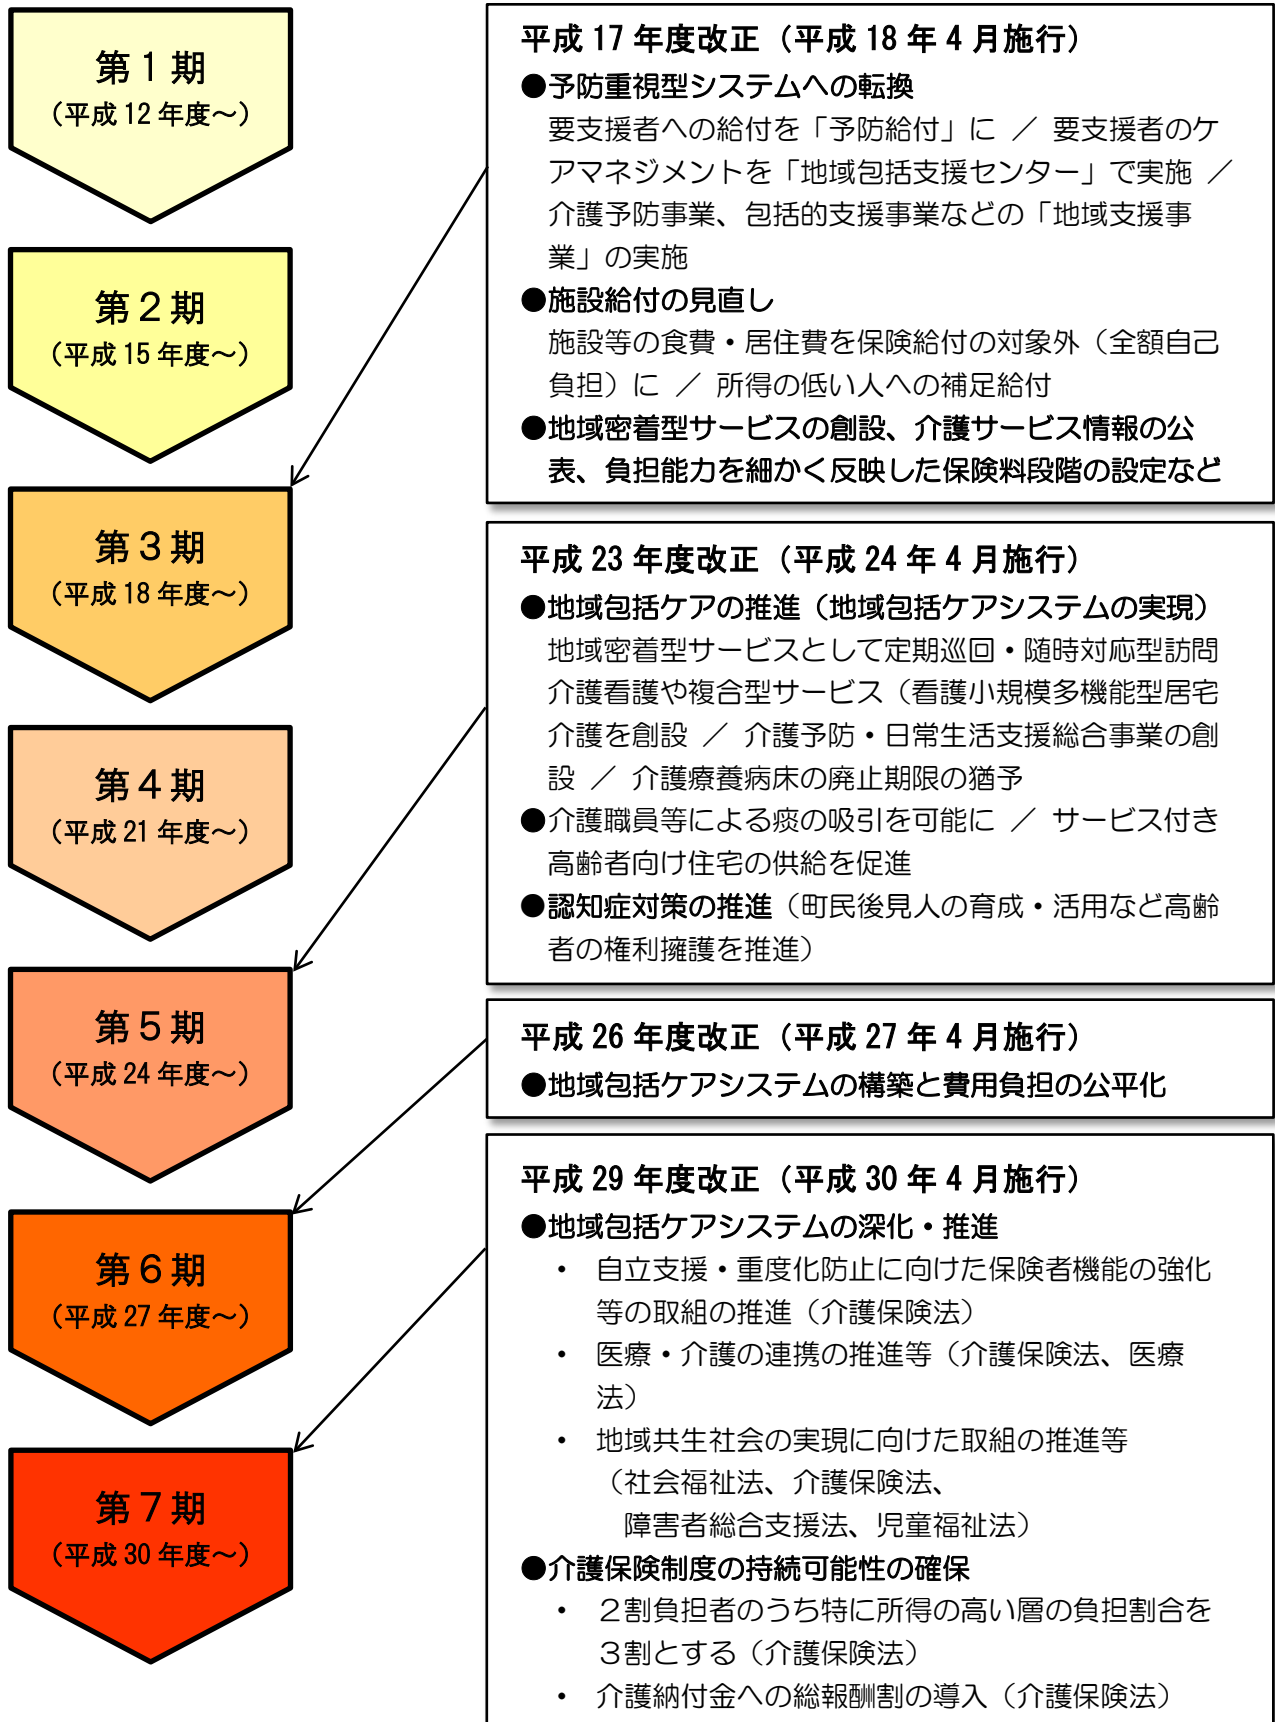 第１期
（平成 12 年度～）
第２期
（平成 15 年度～）
第３期
（平成 18 年度～）
第４期
（平成 21 年度～）
第５期
（平成 24 年度～）
第６期
（平成 27 年度～）
第７期
（平成 30 年度～）
平成 17 年度改正（平成 18 年 4 月施行）
●予防重視型システムへの転換
要支援者への給付を「予防給付」に ／ 要支援者のケ
アマネジメントを「地域包括支援センター」で実施 ／
介護予防事業、包括的支援事業などの「地域支援事
業」の実施
●施設給付の見直し
施設等の食費・居住費を保険給付の対象外（全額自己
負担）に ／ 所得の低い人への補足給付
●地域密着型サービスの創設、介護サービス情報の公
表、負担能力を細かく反映した保険料段階の設定など
平成 23 年度改正（平成 24 年 4 月施行）
●地域包括ケアの推進（地域包括ケアシステムの実現）
地域密着型サービスとして定期巡回・随時対応型訪問
介護看護や複合型サービス（看護小規模多機能型居宅
介護を創設 ／ 介護予防・日常生活支援総合事業の創
設 ／ 介護療養病床の廃止期限の猶予
●介護職員等による痰の吸引を可能に ／ サービス付き
高齢者向け住宅の供給を促進
●認知症対策の推進（町民後見人の育成・活用など高齢
者の権利擁護を推進）
平成 26 年度改正（平成 27 年 4 月施行）
●地域包括ケアシステムの構築と費用負担の公平化
平成 29 年度改正（平成 30 年 4 月施行）
●地域包括ケアシステムの深化・推進
・ 自立支援・重度化防止に向けた保険者機能の強化
等の取組の推進（介護保険法）
・ 医療・介護の連携の推進等（介護保険法、医療
法）
・ 地域共生社会の実現に向けた取組の推進等
（社会福祉法、介護保険法、
障害者総合支援法、児童福祉法）
●介護保険制度の持続可能性の確保
・ ２割負担者のうち特に所得の高い層の負担割合を
３割とする（介護保険法）
・ 介護納付金への総報酬割の導入（介護保険法）